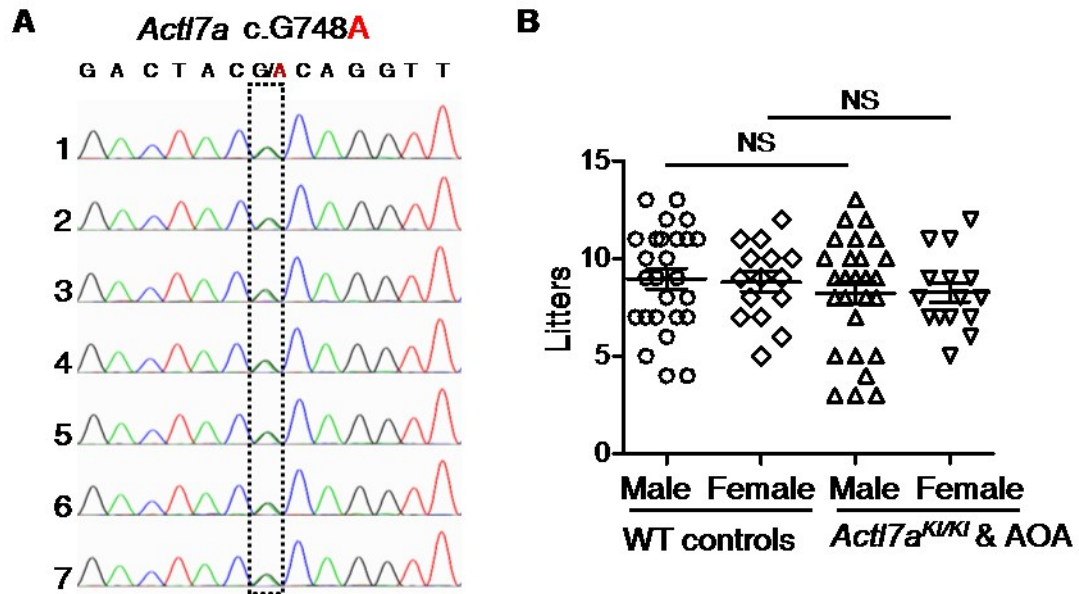 A
Actl7a c.G748A
G A C T A C G/A C A G G T T
1
2
3
4
5
6
7
B
NS
NS
15
10
5
0
Litters
Male Female Male Female
WT controls Actl7aKI/KI & AOA